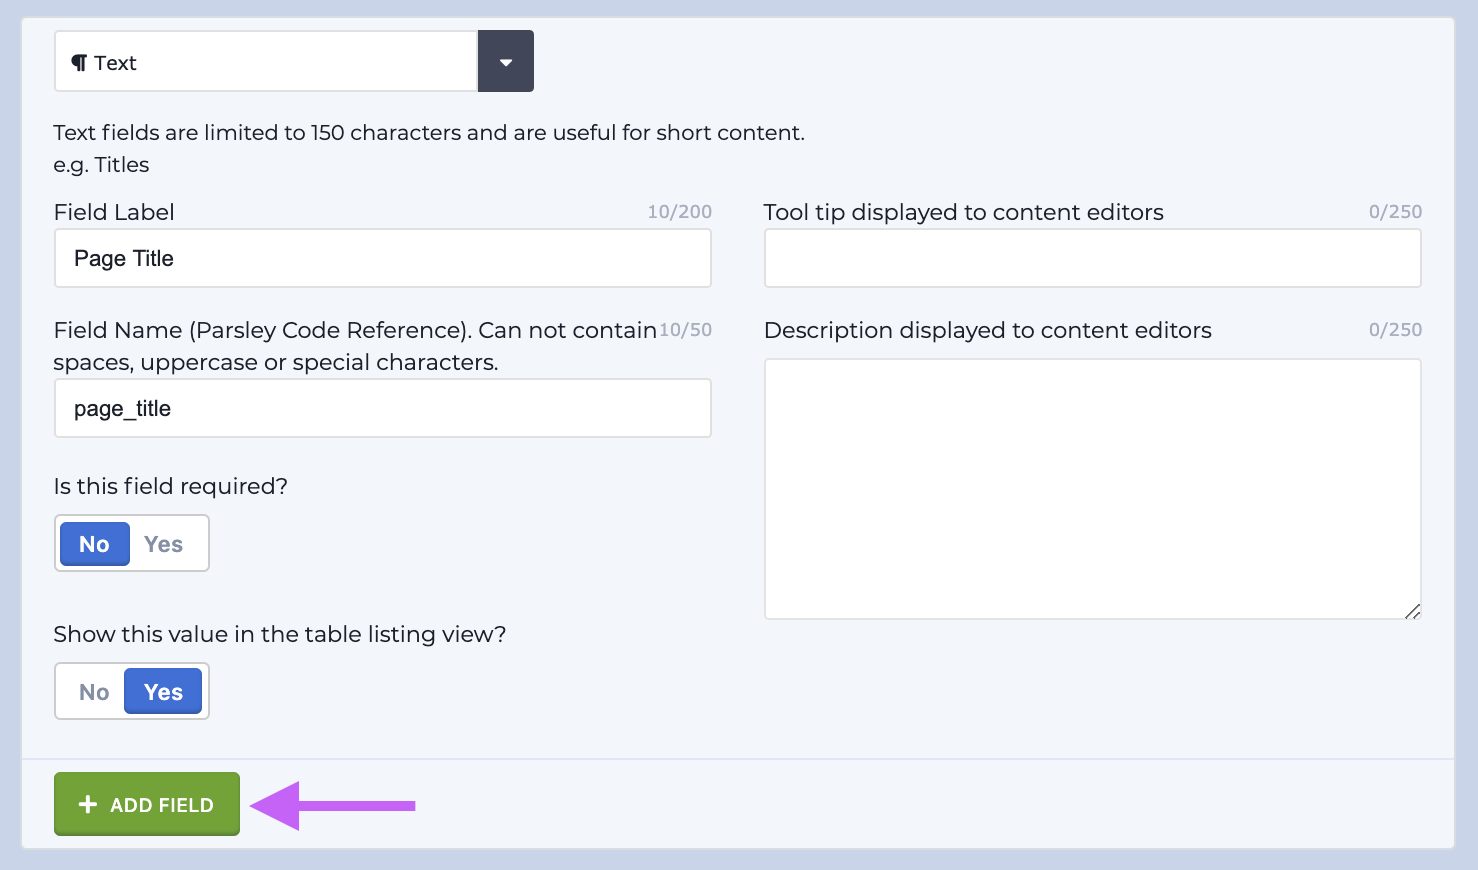 ¶ Text
Text fields are limited to 150 characters and are useful for short content.
e.g. Titles
Field Label 10/200
Page Title
Field Name (Parsley Code Reference). Can not contain 10/50
spaces, uppercase or special characters.
page_title
Is this field required?
No Yes
Show this value in the table listing view?
No Yes
Tool tip displayed to content editors 0/250
Description displayed to content editors 0/250
+ ADD FIELD